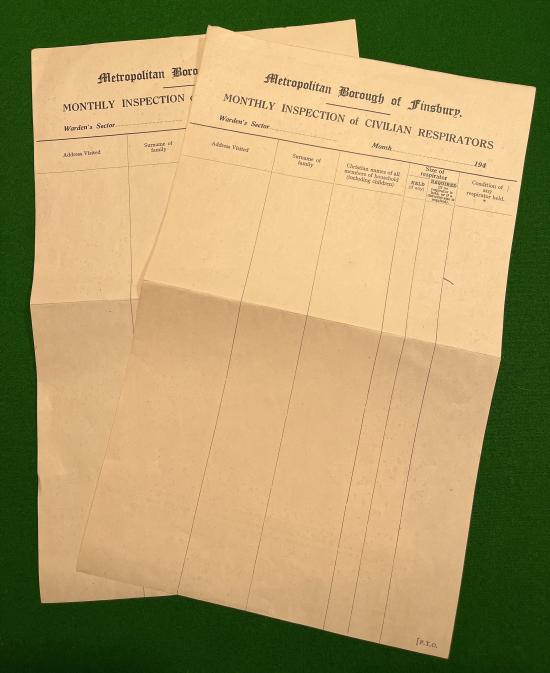 Metropolitan Boro
MONTHLY INSPECTION
Warden's Sector
Address Visited
Surname of
family
Metropolitan Borough of Finsbury.
MONTHLY INSPECTION of CIVILIAN RESPIRATORS
Warden's Sector
Month
194
Address Visited
Surname of
family
Christian names of all
members of household
(including children)
Size of
respirator
HELD
(if any)
REQUIRED
Condition of
any
respirator held.
*
[P.T.O.